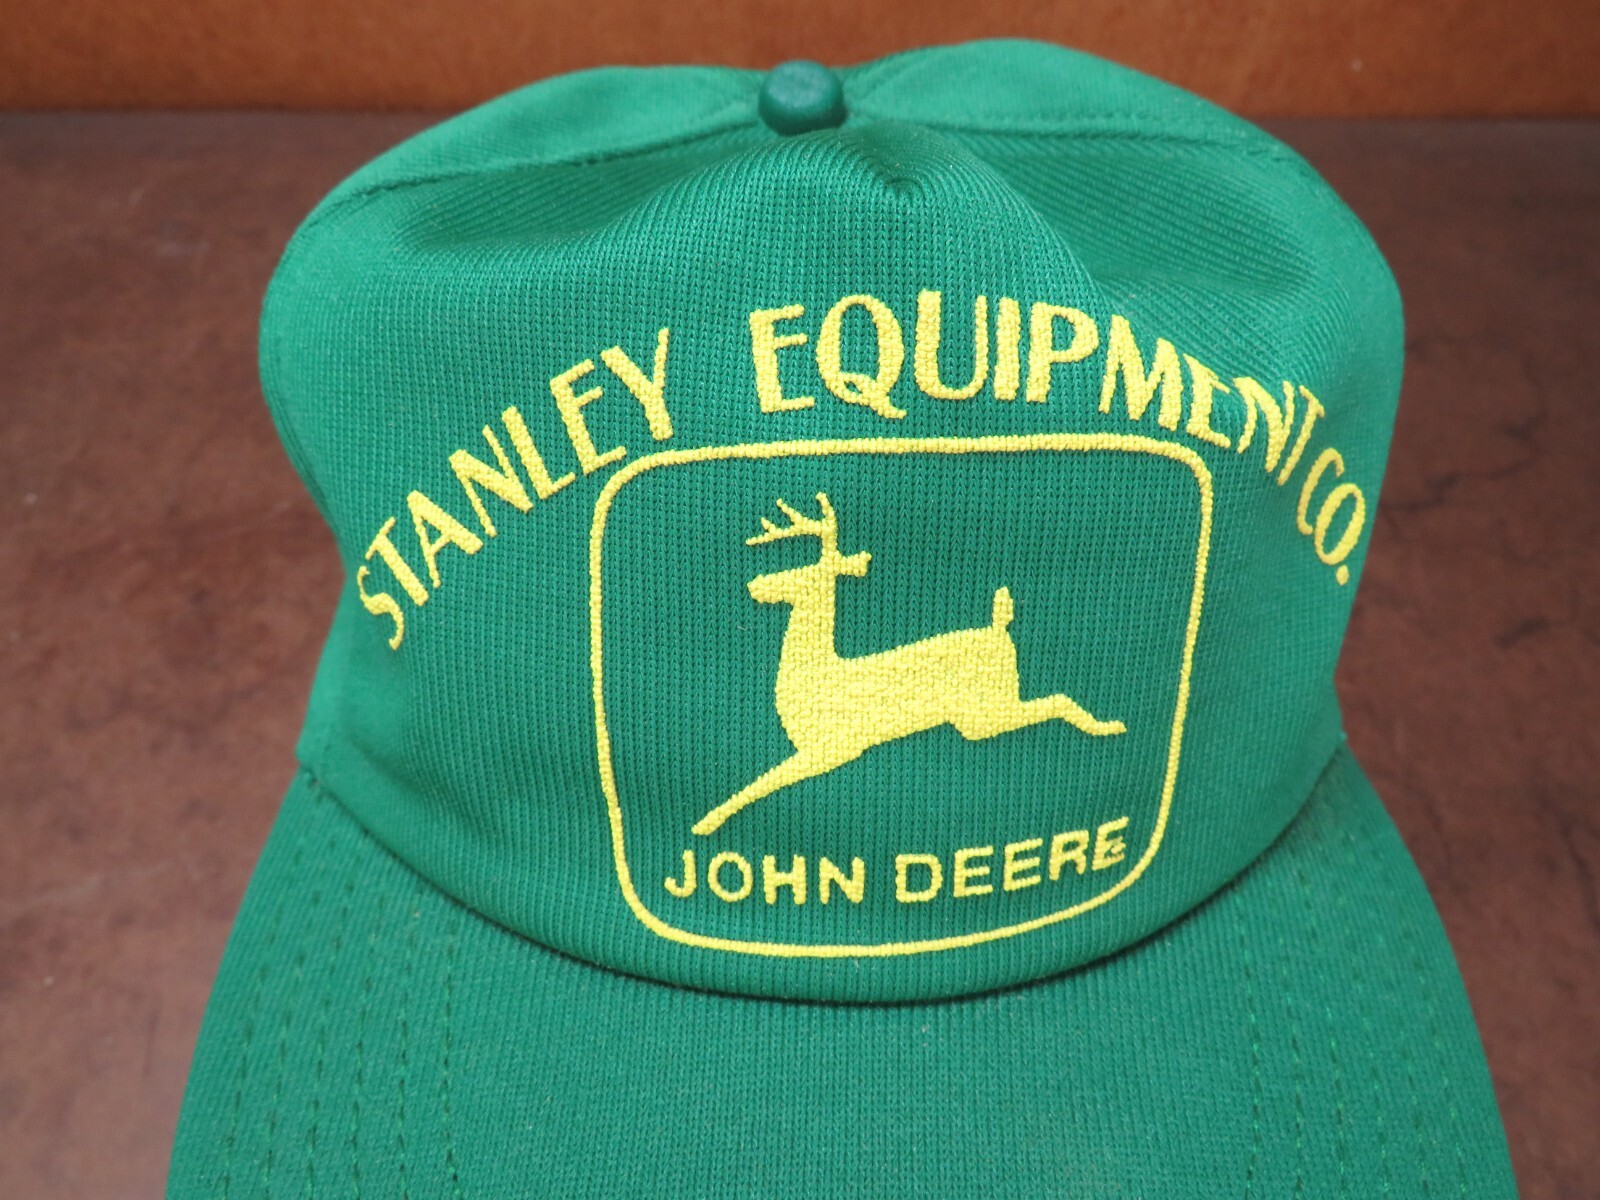 STANLEY EQUIPMENT CO.
JOHN DEERE